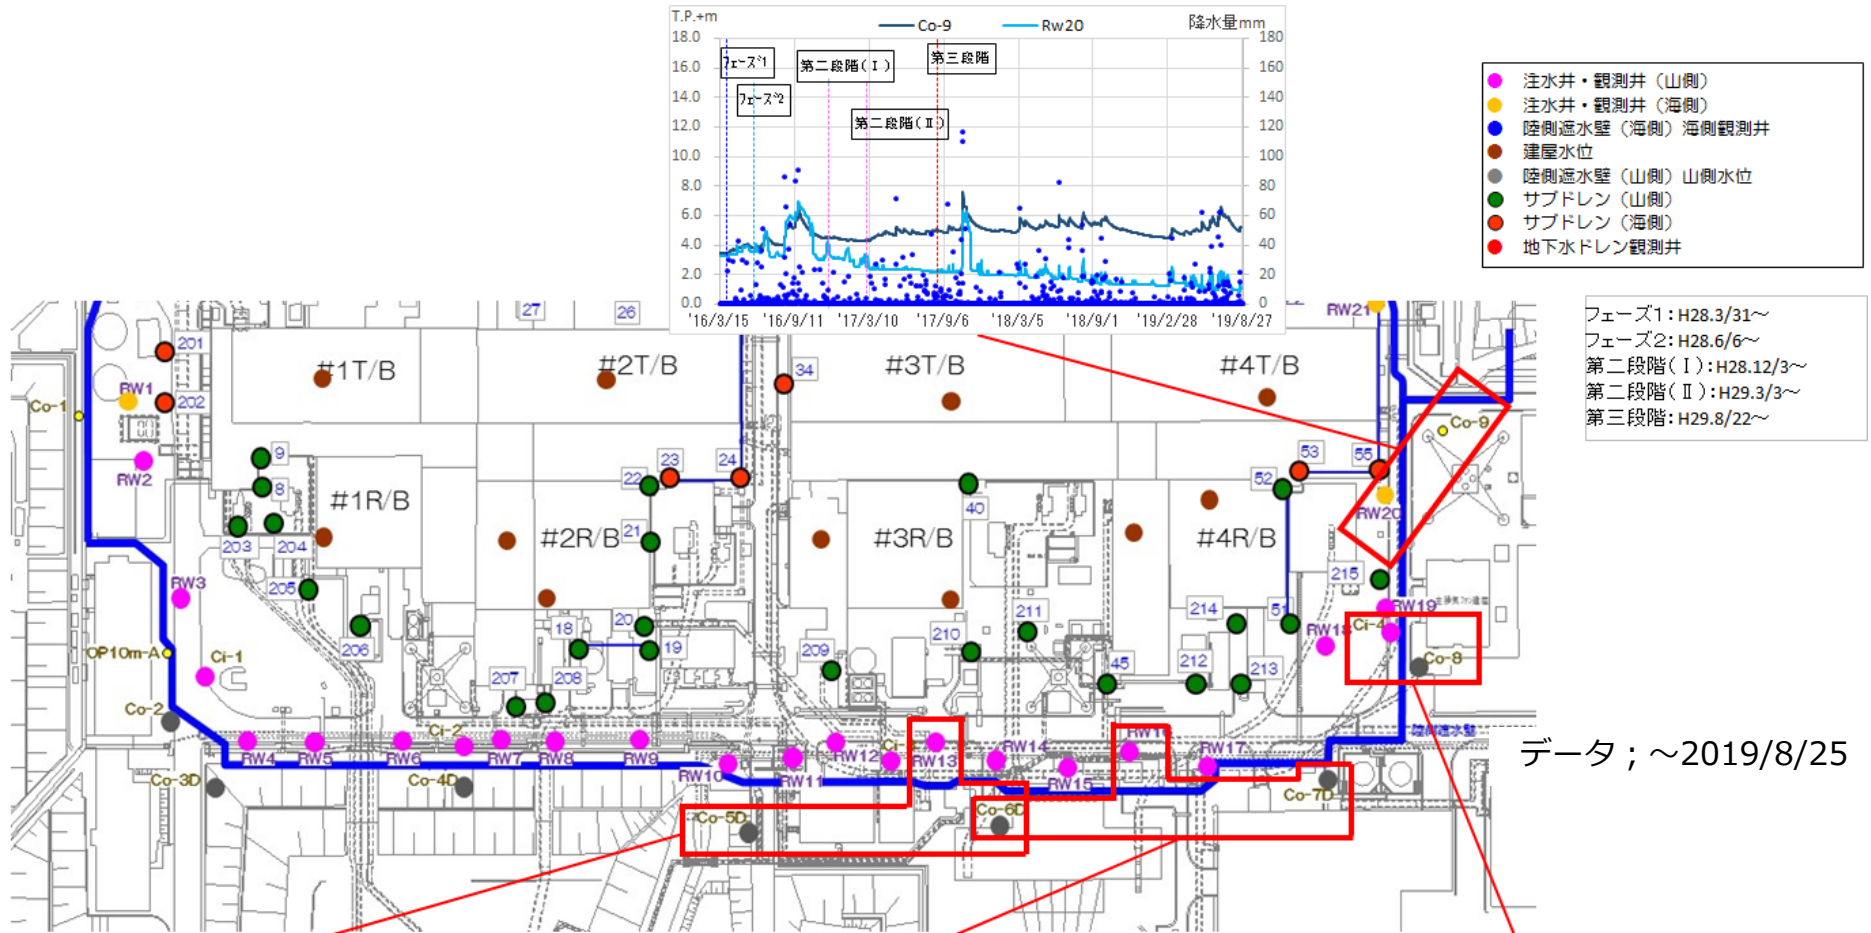 T.P.+m
Co-9
Rw20
降水量mm
18.0
16.0
14.0
12.0
10.0
8.0
6.0
4.0
2.0
0.0
180
160
140
120
100
80
60
40
20
0
フェーズ1
フェーズ2
第二段階(Ⅰ)
第二段階(Ⅱ)
第三段階
'16/3/15
'16/9/11
'17/3/10
'17/9/6
'18/3/5
'18/9/1
'19/2/28
'19/8/27
注水井・観測井(山側)
注水井・観測井(海側)
陸側遮水壁(海側)海側観測井
建屋水位
陸側遮水壁(山側)山側水位
サブドレン(山側)
サブドレン(海側)
地下水ドレン観測井
フェーズ1:H28.3/31~
フェーズ2:H28.6/6~
第二段階(Ⅰ):H28.12/3~
第二段階(Ⅱ):H29.3/3~
第三段階:H29.8/22~
27
26
RW21
201
#1T/B
#2T/B
34
#3T/B
#4T/B
RW1
202
Co-1
Co-9
RW2
9
8
#1R/B
22
23
24
40
52
53
55
RW20
203
204
#2R/B
21
#3R/B
#4R/B
RW3
205
215
主排気ファン建屋
206
18
20
19
211
214
51
RW19
OP10m-A
Ci-1
209
210
RW18
Ci-4
Co-8
207
208
45
212
213
Co-2
Ci-2
RW4
RW5
RW6
RW7
RW8
RW9
RW10
RW11
RW12
RW13
RW14
RW15
RW16
RW17
陸側遮水壁
データ;~2019/8/25
Co-3D
Co-4D
Co-5D
Co-6D
Co-7D